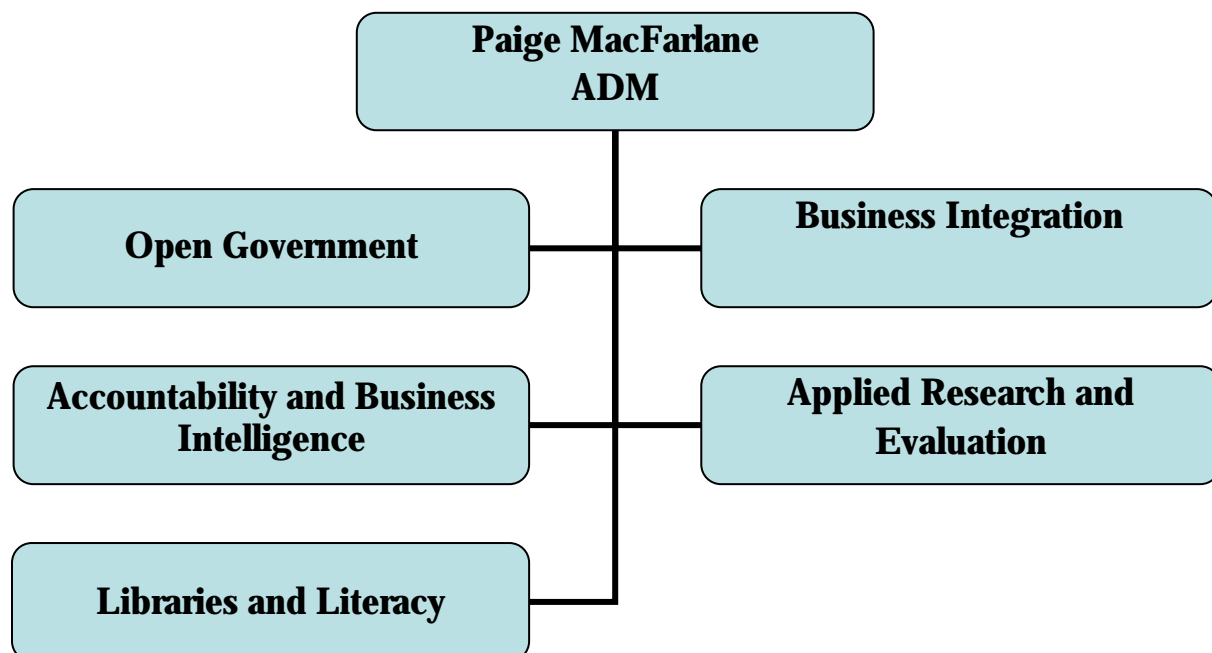 Paige MacFarlane
ADM
Open Government
Business Integration
Accountability and Business
Intelligence
Applied Research and
Evaluation
Libraries and Literacy